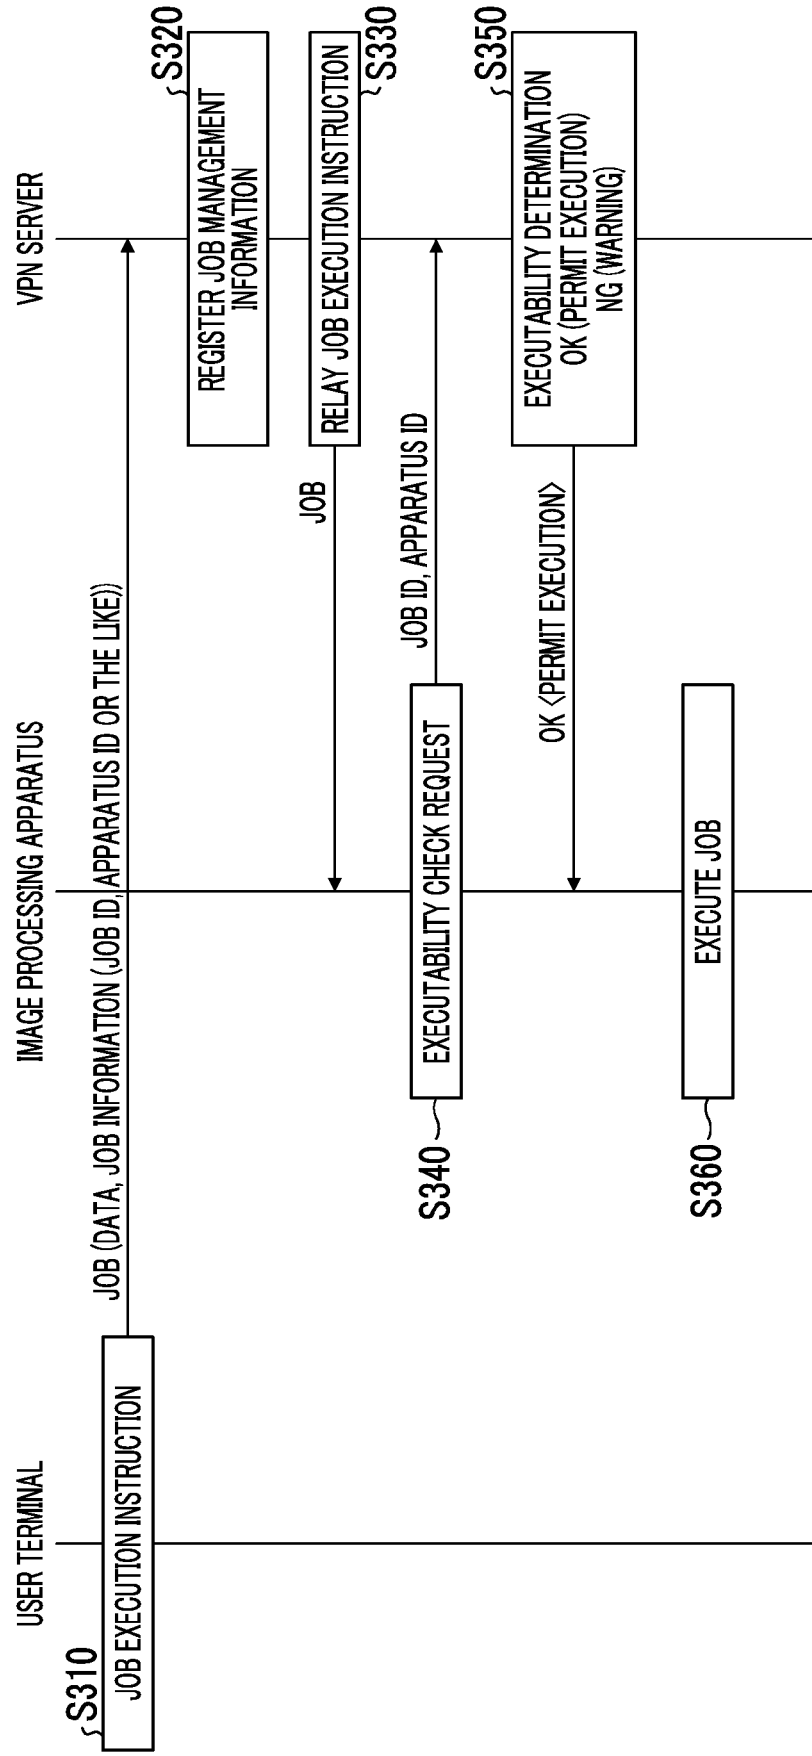 USER TERMINAL
IMAGE PROCESSING APPARATUS
VPN SERVER
S310
JOB EXECUTION INSTRUCTION
JOB (DATA, JOB INFORMATION (JOB ID, APPARATUS ID OR THE LIKE))
S320
REGISTER JOB MANAGEMENT
INFORMATION
S330
RELAY JOB EXECUTION INSTRUCTION
JOB
S340
EXECUTABILITY CHECK REQUEST
JOB ID, APPARATUS ID
S350
EXECUTABILITY DETERMINATION
OK (PERMIT EXECUTION)
NG (WARNING)
OK <PERMIT EXECUTION>
S360
EXECUTE JOB